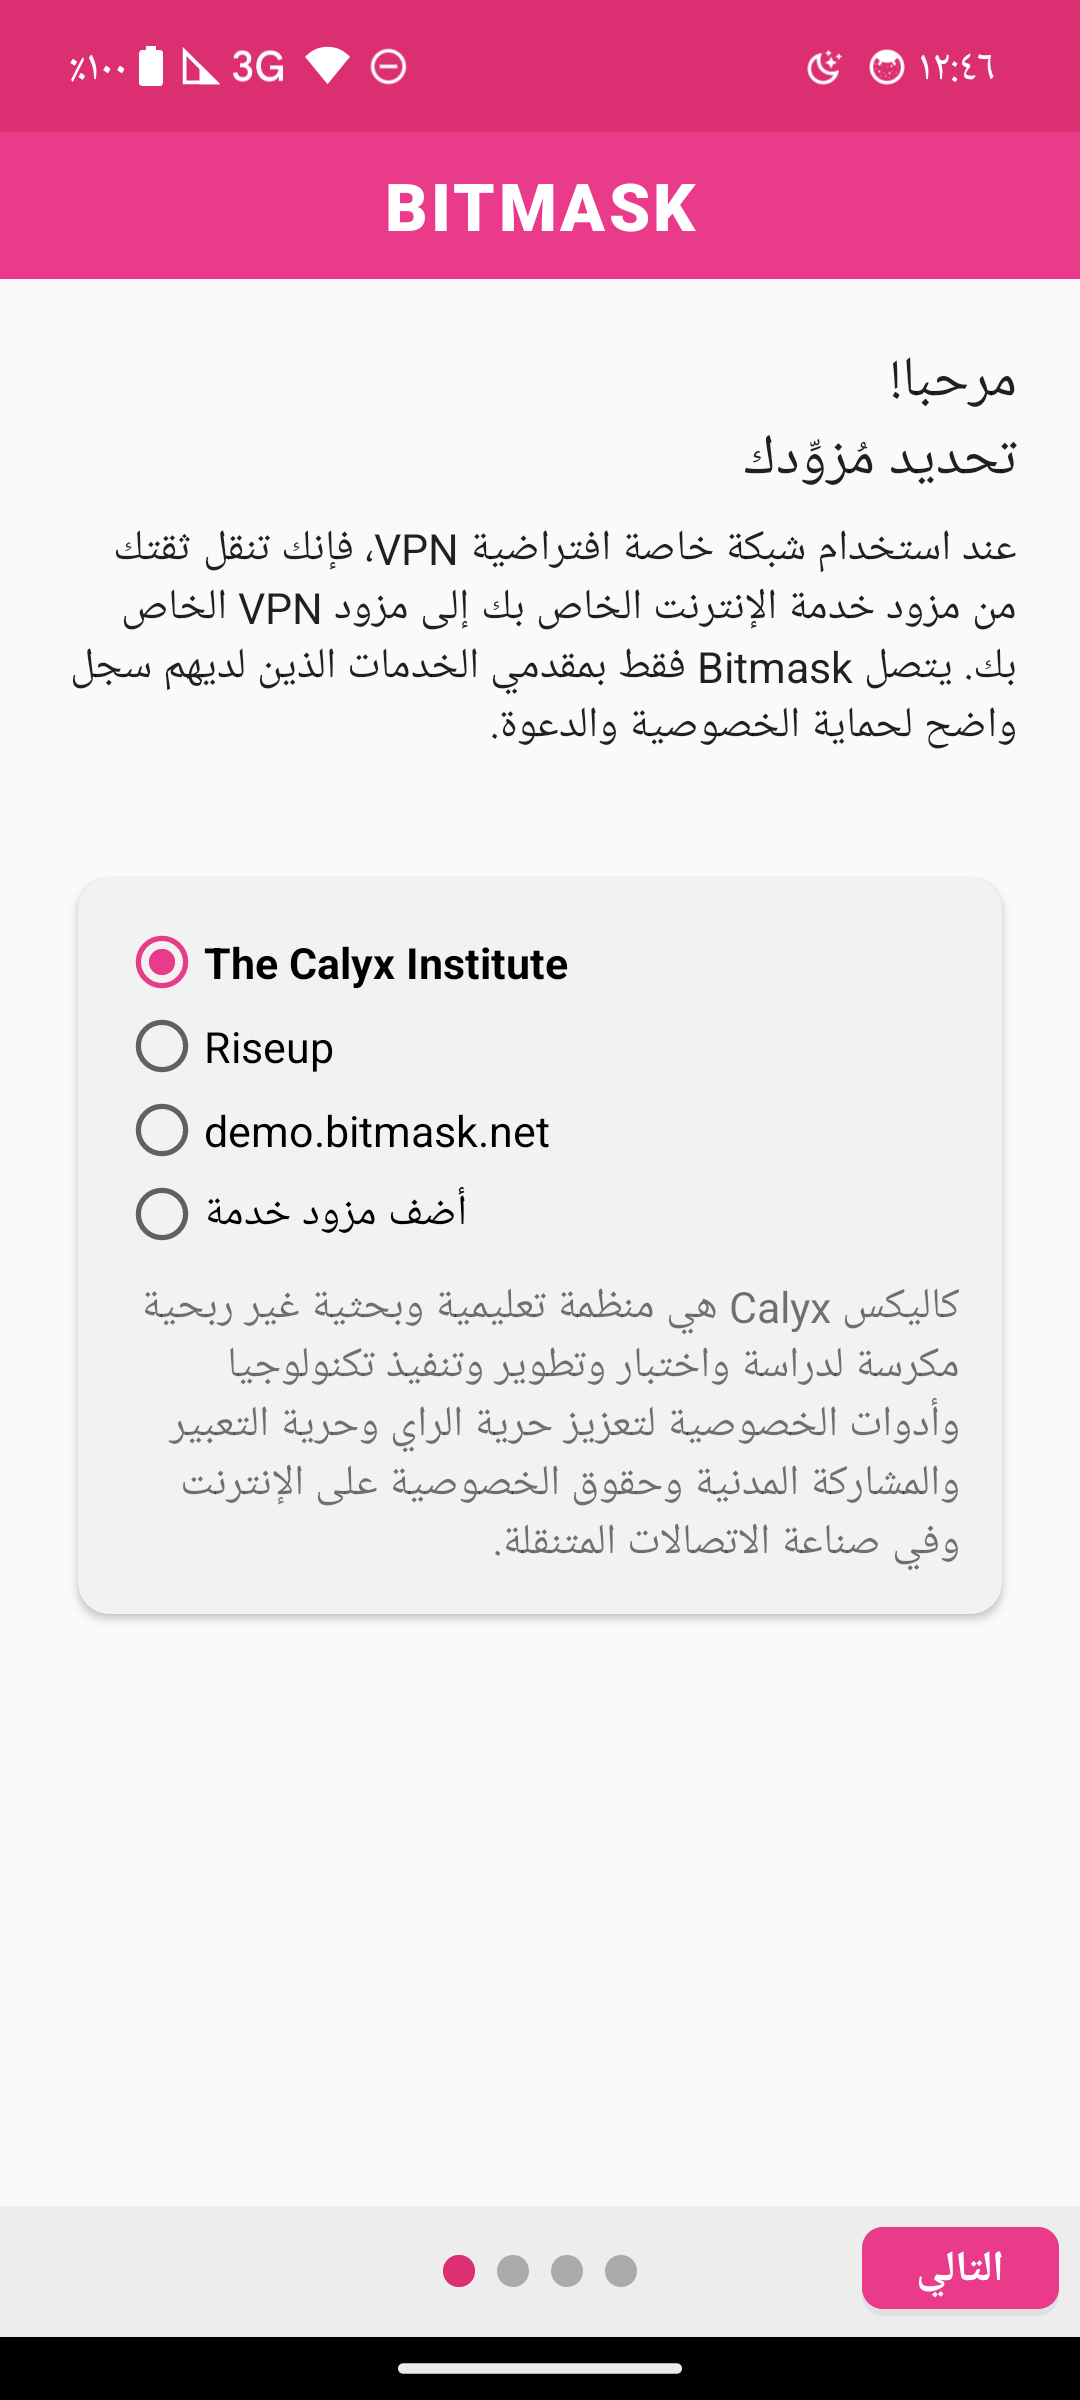 ١٢:٤٦
3G
٪١٠٠
BITMASK
مرحبا!
تحديد مُزوِّدك
عند استخدام شبكة خاصة افتراضية VPN، فإنك تنقل ثقتك
من مزود خدمة الإنترنت الخاص بك إلى مزود VPN الخاص
بك. يتصل Bitmask فقط بمقدمي الخدمات الذين لديهم سجل
واضح لحماية الخصوصية والدعوة.
The Calyx Institute
Riseup
demo.bitmask.net
أضف مزود خدمة
كاليكس Calyx هي منظمة تعليمية وبحثية غير ربحية
مكرسة لدراسة واختبار وتطوير وتنفيذ تكنولوجيا
وأدوات الخصوصية لتعزيز حرية الراي وحرية التعبير
والمشاركة المدنية وحقوق الخصوصية على الإنترنت
وفي صناعة الاتصالات المتنقلة.
التالي